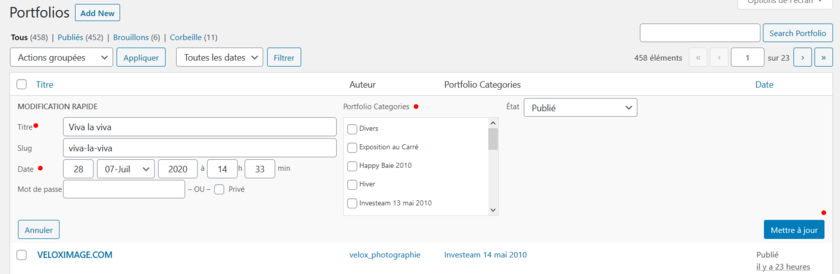 Options de l'écran
Portfolios Add New
Tous (458) | Publiés (452) | Brouillons (6) | Corbeille (11)
Search Portfolio
Actions groupées Appliquer Toutes les dates Filtrer 458 éléments « ‹ 1 sur 23 › »
Titre Auteur Portfolio Categories Date
MODIFICATION RAPIDE Portfolio Categories État Publié
Titre Viva la viva Divers
Slug viva-la-viva Exposition au Carré
Date 28 07-Juil 2020 à 14 h 33 min Happy Baie 2010
Mot de passe – OU – Privé Hiver
Investeam 13 mai 2010
Annuler Mettre à jour
VELOXIMAGE.COM velox_photographie Investeam 14 mai 2010 Publié
il y a 23 heures